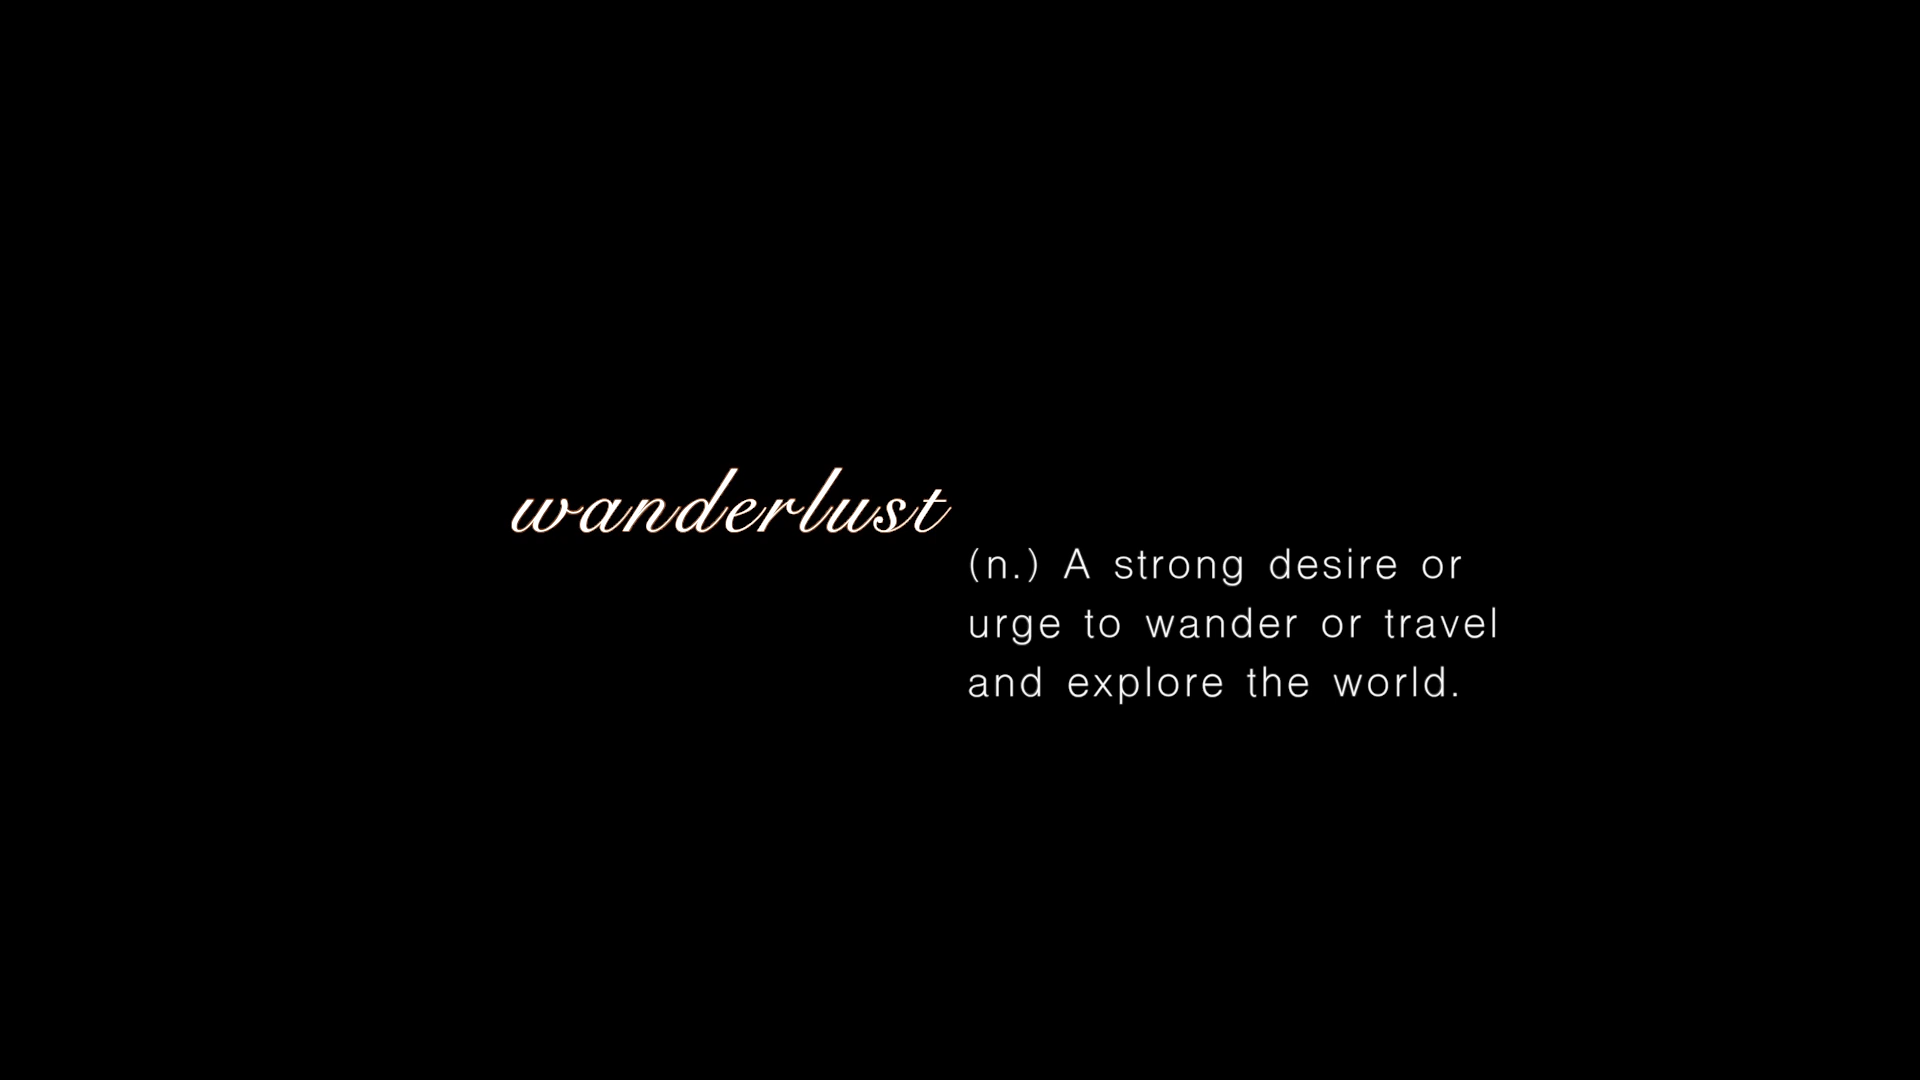 wanderlust
(n.) A strong desire or
urge to wander or travel
and explore the world.